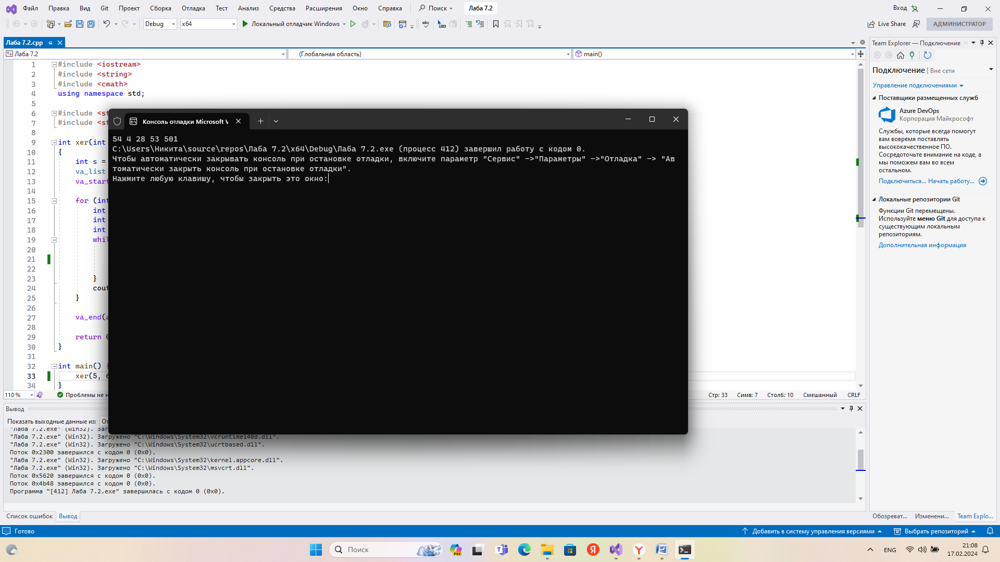 Файл Правка Вид Git Проект Сборка Отладка Тест Анализ Средства Расширения Окно Справка Поиск Лаба 7.2 Вход
Debug x64 Локальный отладчик Windows Live Share АДМИНИСТРАТОР
Лаба 7.2.cpp
Лаба 7.2 (Глобальная область) main()
1 #include <iostream>
2 #include <string>
3 #include <cmath>
4 using namespace std;
5
6 #include <s
7 #include <s
8
9 int xer(int
10 {
11 int s =
12 va_list
13 va_start
14
15 for (int
16 int
17 int
18 int
19 whil
20
21
22
23 }
24 cout
25 }
26
27 va_end(
28
29 return
30 }
31
32 int main() {
33 xer(5,
34 }
Консоль отладки Microsoft V
54 4 28 53 501
C:\Users\Никита\source\repos\Лаба 7.2\x64\Debug\Лаба 7.2.exe (процесс 412) завершил работу с кодом 0.
Чтобы автоматически закрывать консоль при остановке отладки, включите параметр "Сервис" ->"Параметры" ->"Отладка" -> "Ав
томатически закрыть консоль при остановке отладки".
Нажмите любую клавишу, чтобы закрыть это окно:
110 % Проблемы не н Стр: 33 Симв: 7 Столб: 10 Смешанный CRLF
Вывод
Показать выходные данные из: От
"Лаба 7.2.exe" (Win32). Заг
"Лаба 7.2.exe" (Win32). Загружено "C:\Windows\System32\vcruntime140d.dll".
"Лаба 7.2.exe" (Win32). Загружено "C:\Windows\System32\ucrtbased.dll".
Поток 0x2300 завершился с кодом 0 (0x0).
"Лаба 7.2.exe" (Win32). Загружено "C:\Windows\System32\kernel.appcore.dll".
"Лаба 7.2.exe" (Win32). Загружено "C:\Windows\System32\msvcrt.dll".
Поток 0x5620 завершился с кодом 0 (0x0).
Поток 0x4b48 завершился с кодом 0 (0x0).
Программа "[412] Лаба 7.2.exe" завершилась с кодом 0 (0x0).
Список ошибок Вывод
Team Explorer — Подключение
Подключение | Вне сети
Управление подключениями
Поставщики размещенных служб
Azure DevOps
Корпорация Майкрософт
Службы, которые всегда помогут
вам вовремя поставлять
высококачественное ПО.
Сосредоточьте внимание на коде, а
мы поможем вам во всем
остальном.
Подключиться... Начать работу...
Локальные репозитории Git
Функции Git перемещены.
Используйте меню Git для доступа к
существующим локальным
репозиториям.
Дополнительная информация
Обозреват... Изменени... Team Explo...
Готово Добавить в систему управления версиями Выбрать репозиторий
Поиск PRE ENG 21:08
17.02.2024